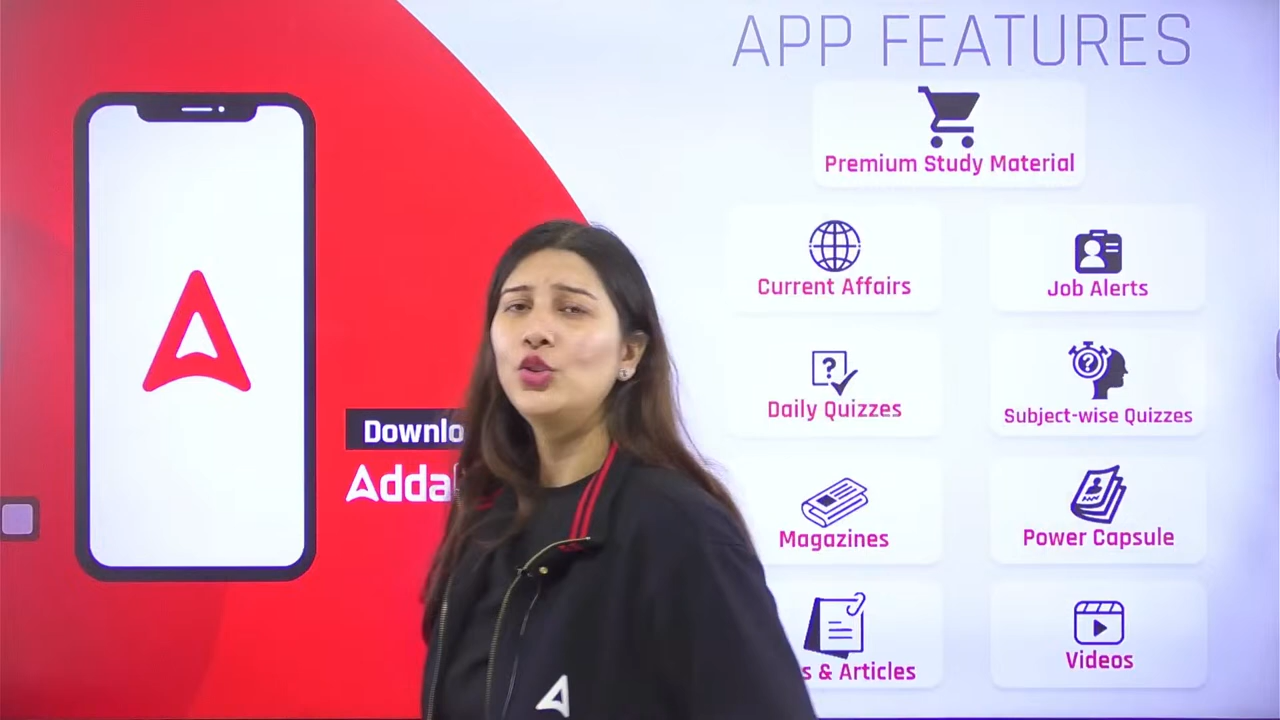 APP FEATURES
Premium Study Material
Current Affairs
Job Alerts
Daily Quizzes
Subject-wise Quizzes
Downlo
Adda
Magazines
Power Capsule
s & Articles
Videos